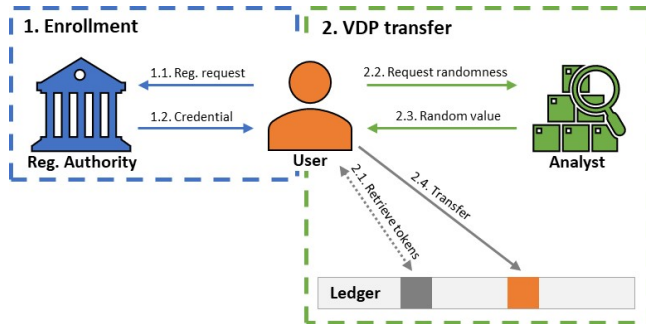 1. Enrollment
2. VDP transfer
1.1. Reg. request
2.2. Request randomness
1.2. Credential
2.3. Random value
Reg. Authority
User
Analyst
2.1. Retrieve tokens
2.4. Transfer
Ledger